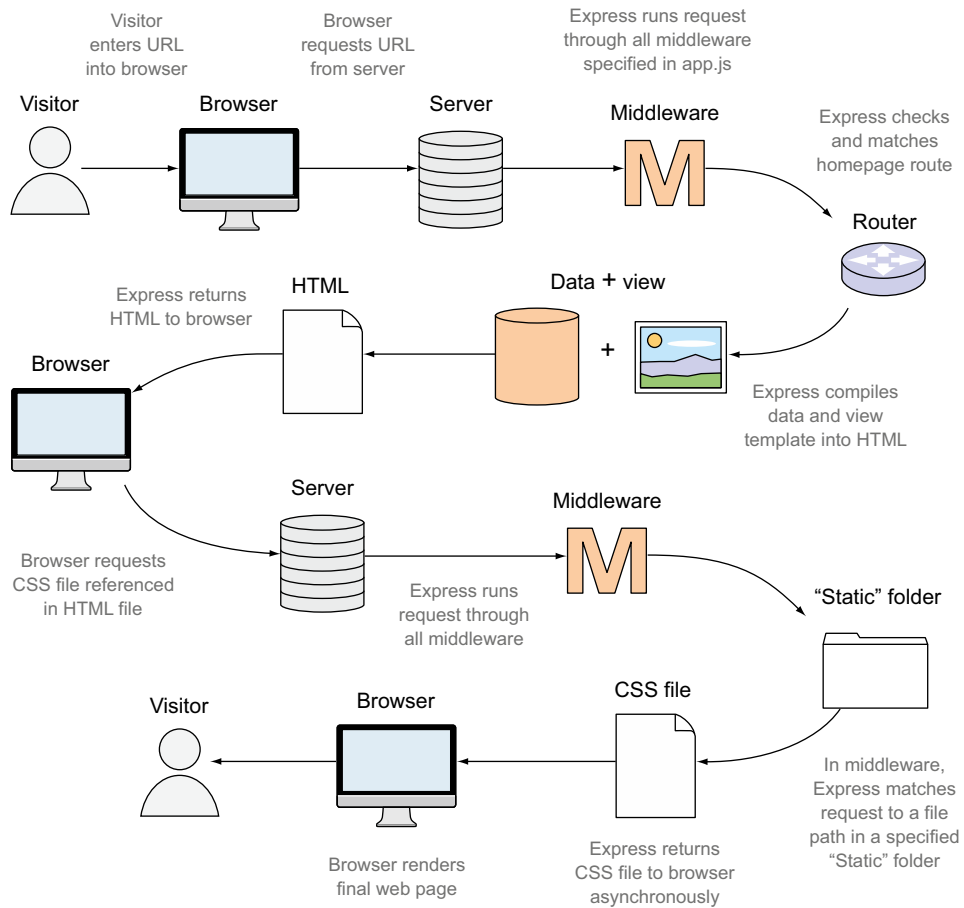 Visitor
enters URL
into browser
Browser
requests URL
from server
Express runs request
through all middleware
specified in app.js
Visitor
Browser
Server
Middleware
M
Express checks
and matches
homepage route
Router
Data + view
+
HTML
Express returns
HTML to browser
Browser
Express compiles
data and view
template into HTML
Server
Middleware
M
Browser requests
CSS file referenced
in HTML file
Express runs
request through
all middleware
“Static” folder
CSS file
Browser
Visitor
In middleware,
Express matches
request to a file
path in a specified
“Static” folder
Express returns
CSS file to browser
asynchronously
Browser renders
final web page